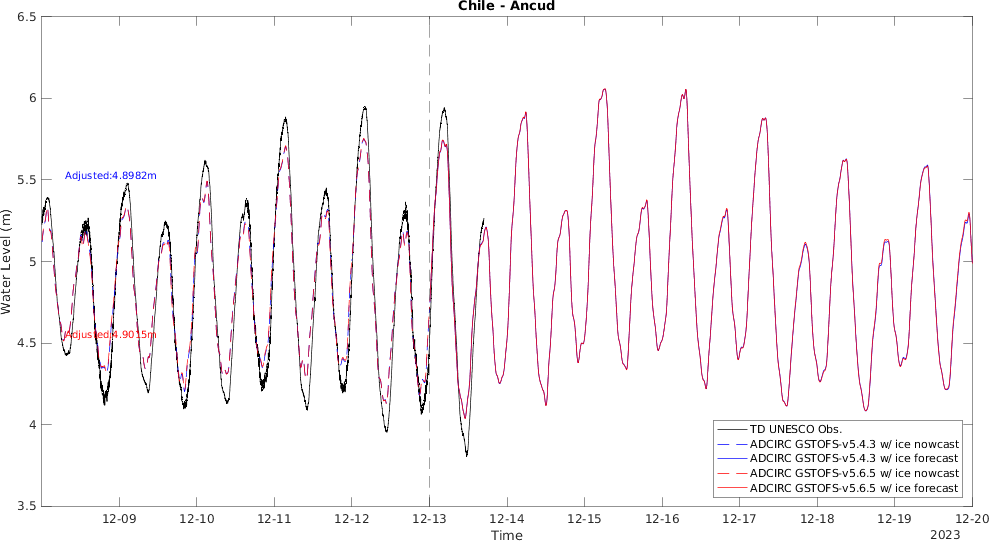 Chile - Ancud
6.5
6
5.5
5
4.5
4
3.5
Water Level (m)
Adjusted:4.8982m
Adjusted:4.9015m
TD UNESCO Obs.
ADCIRC GSTOFS-v5.4.3 w/ ice nowcast
ADCIRC GSTOFS-v5.4.3 w/ ice forecast
ADCIRC GSTOFS-v5.6.5 w/ ice nowcast
ADCIRC GSTOFS-v5.6.5 w/ ice forecast
12-09 12-10 12-11 12-12 12-13 12-14 12-15 12-16 12-17 12-18 12-19 12-20
Time
2023